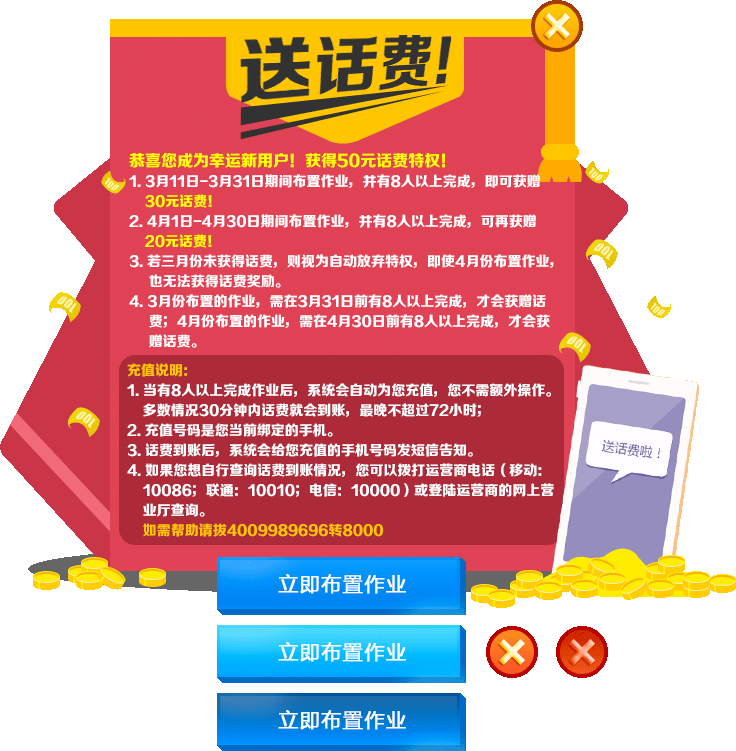 送话费!
恭喜您成为幸运新用户！获得50元话费特权！
1. 3月11日-3月31日期间布置作业，并有8人以上完成，即可获赠
30元话费!
2. 4月1日-4月30日期间布置作业，并有8人以上完成，可再获赠
20元话费!
3. 若三月份未获得话费，则视为自动放弃特权，即使4月份布置作业，
也无法获得话费奖励。
4. 3月份布置的作业，需在3月31日前有8人以上完成，才会获赠话
费；4月份布置的作业，需在4月30日前有8人以上完成，才会获
赠话费。
100
100
100
100
100
100
100
充值说明:
1. 当有8人以上完成作业后，系统会自动为您充值，您不需额外操作。
多数情况30分钟内话费就会到账，最晚不超过72小时；
2. 充值号码是您当前绑定的手机。
3. 话费到账后，系统会给您充值的手机号码发短信告知。
4. 如果您想自行查询话费到账情况，您可以拨打运营商电话（移动:
10086；联通：10010；电信：10000）或登陆运营商的网上营
业厅查询。
如需帮助请拨4009989696转8000
送话费啦！
立即布置作业
立即布置作业
立即布置作业